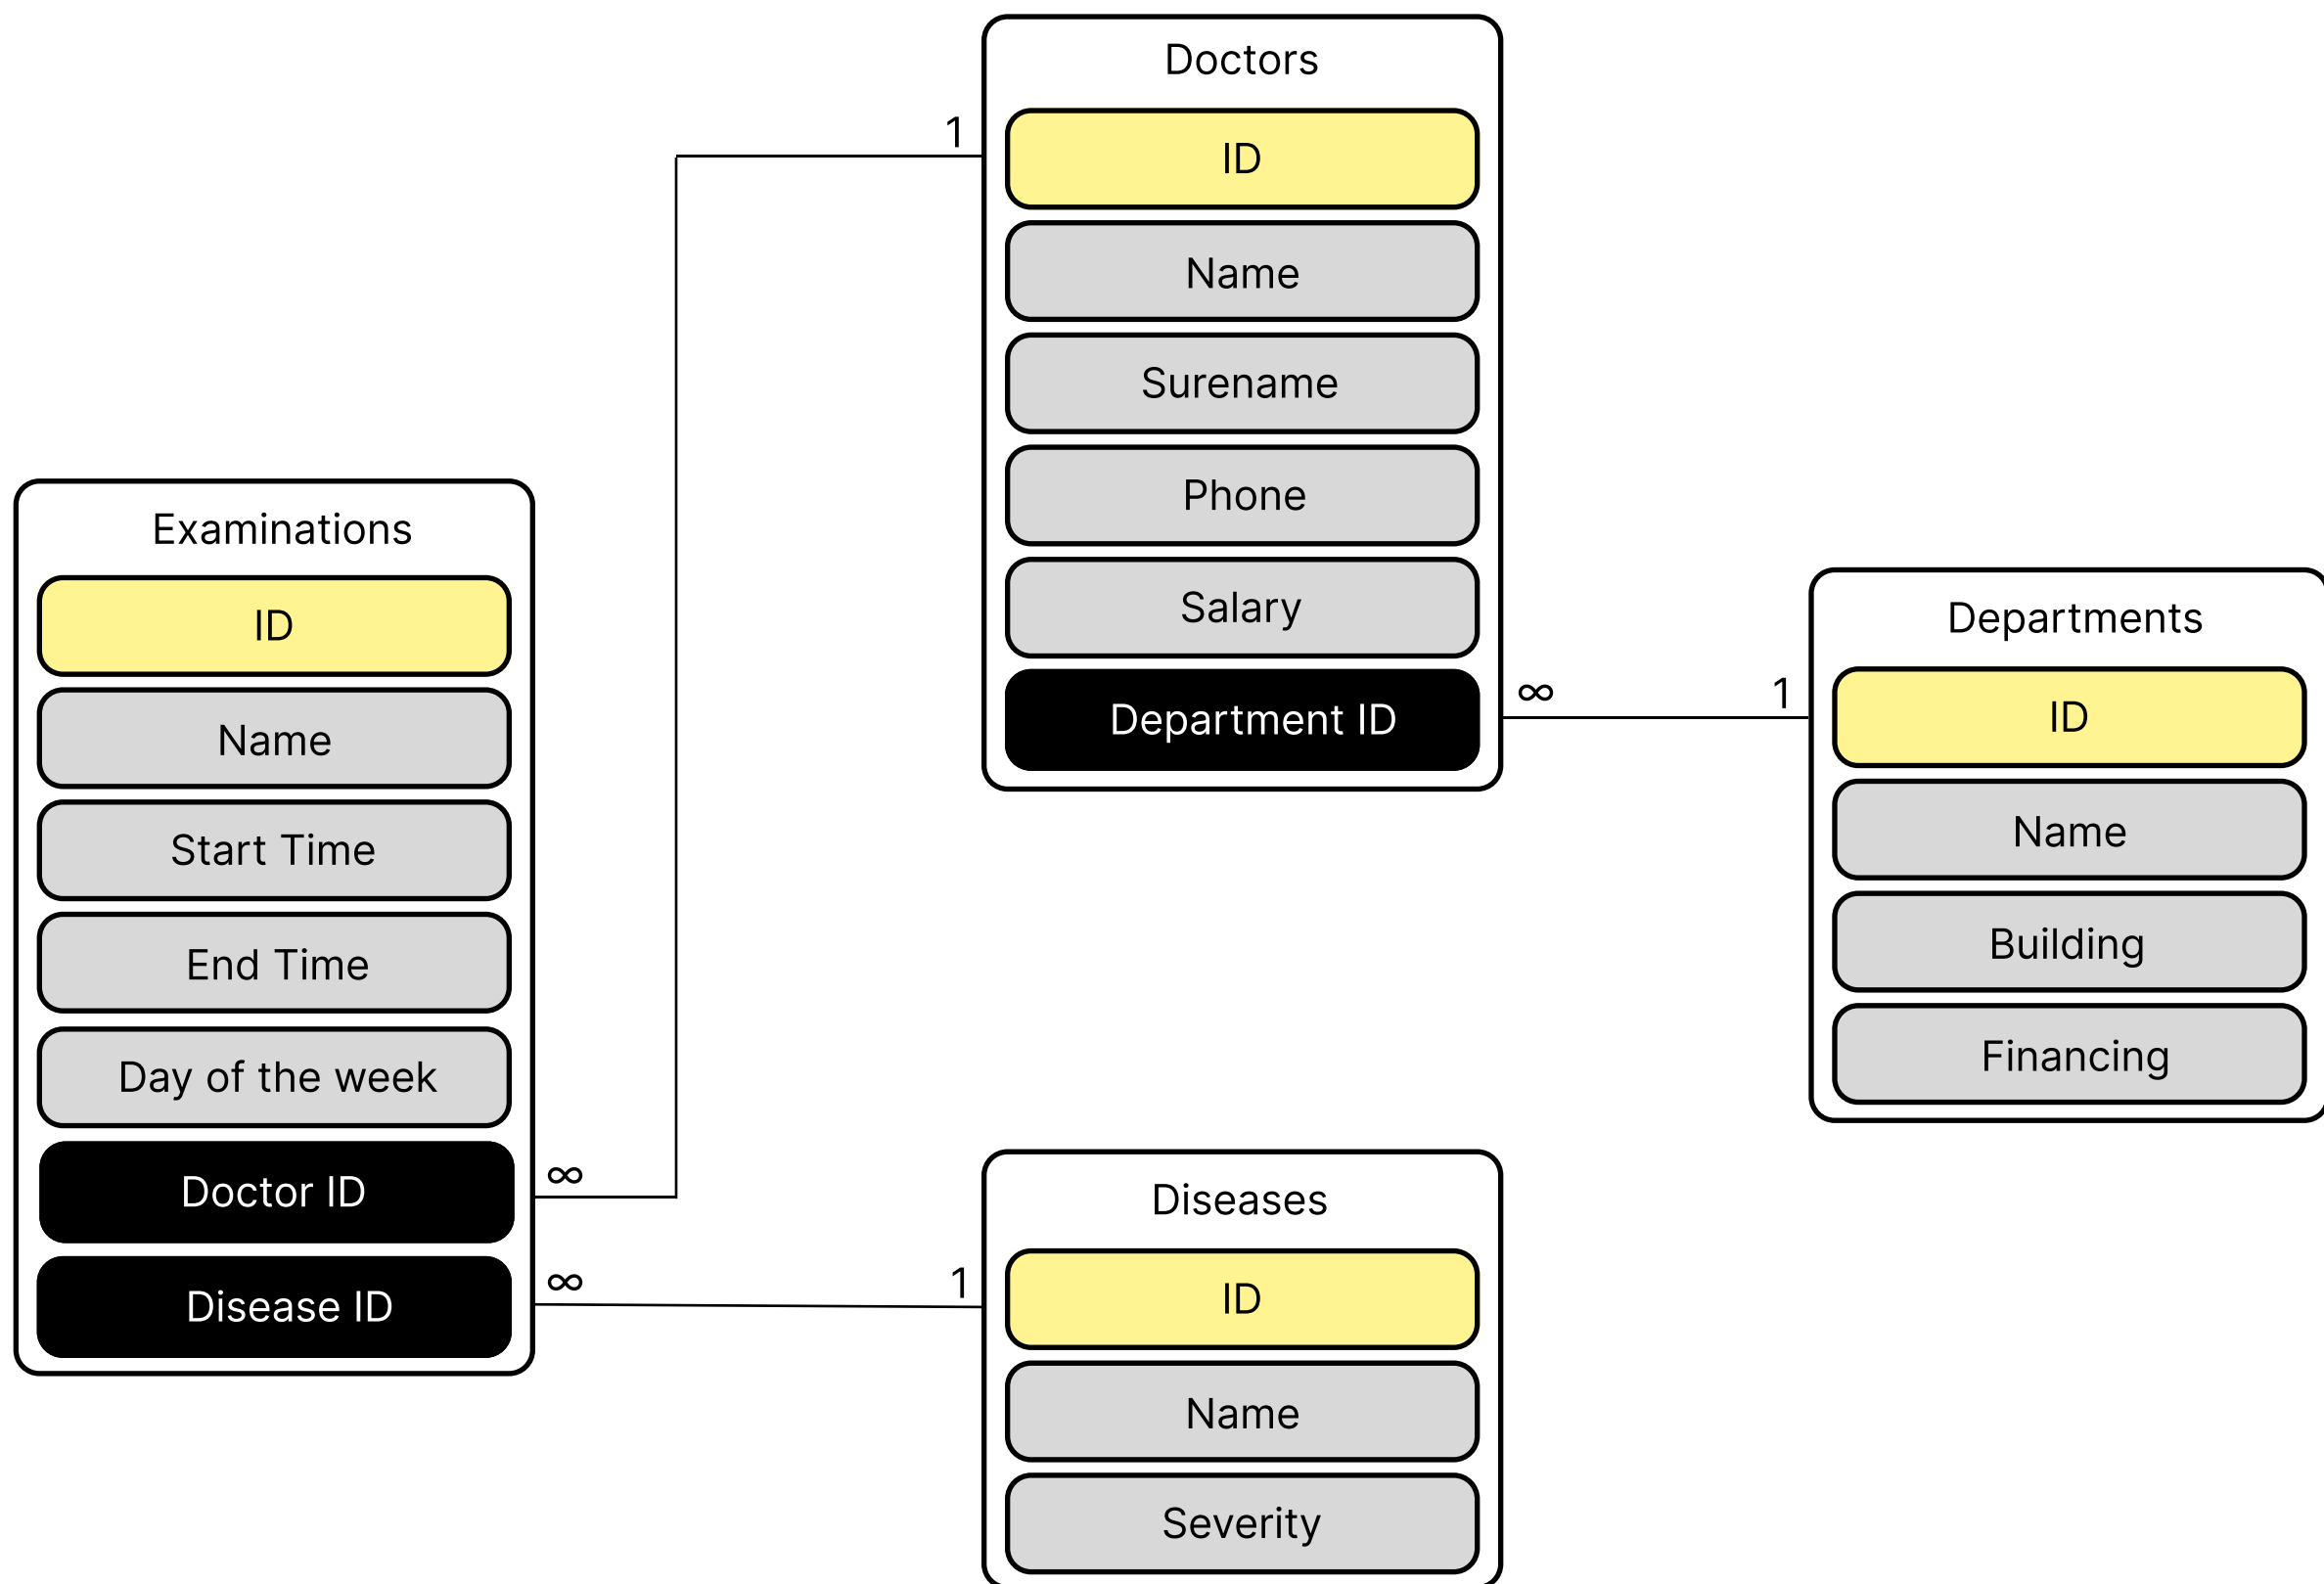 Doctors
1
ID
Name
Surename
Phone
Salary
Department ID
∞
1
Departments
ID
Name
Building
Financing
Examinations
ID
Name
Start Time
End Time
Day of the week
Doctor ID
∞
Disease ID
∞
1
Diseases
ID
Name
Severity